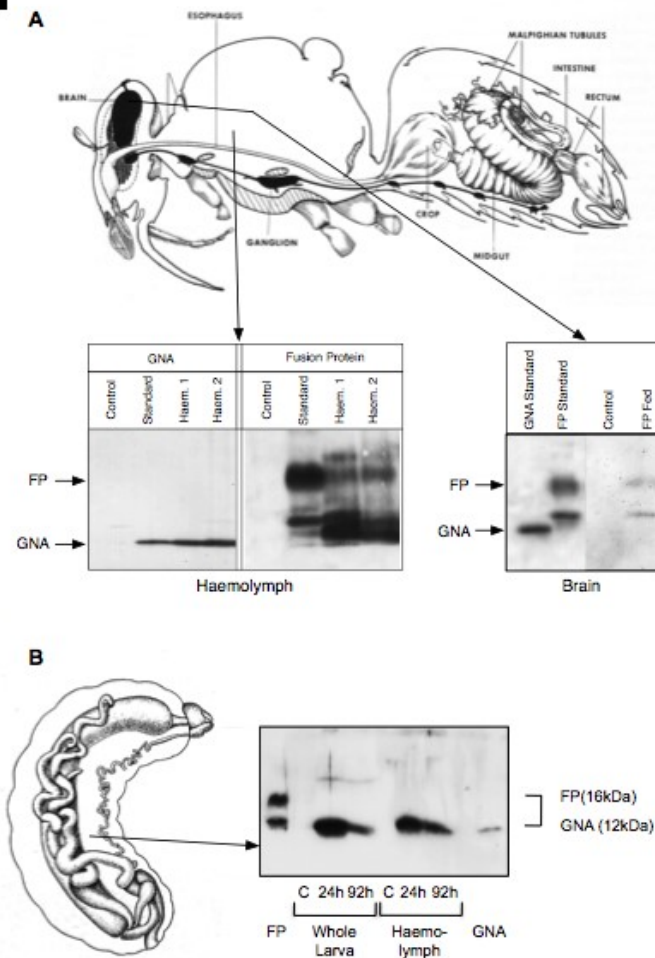 A
ESOPHAGUS
MALPIGHIAN TUBULES
INTESTINE
BRAIN
RECTUM
CROP
GANGLION
MIDGUT
GNA
Fusion Protein
Control
Standard
Haem. 1
Haem. 2
Control
Standard
Haem. 1
Haem. 2
GNA Standard
FP Standard
Control
FP Fed
FP
GNA
FP
GNA
Haemolymph
Brain
B
FP(16kDa)
GNA (12kDa)
C 24h 92h C 24h 92h
FP Whole Larva Haemo-lymph GNA